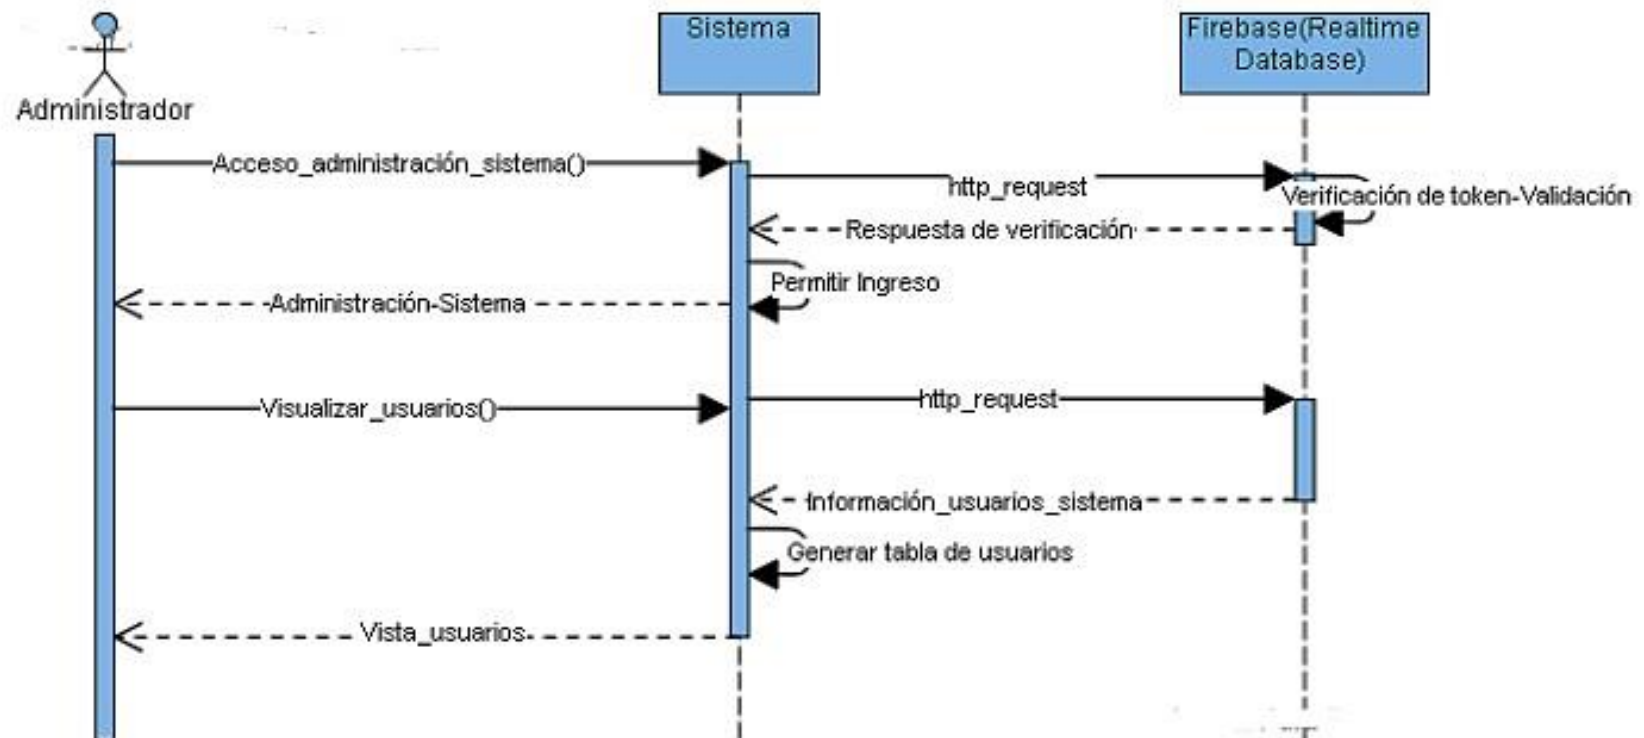 Sistema
Firebase(Realtime
Database)
Administrador
Acceso_administración_sistema()
http_request
Verificación de token-Validación
Respuesta de verificación
Permitir Ingreso
Administración-Sistema
Visualizar_usuarios()
http_request
Información_usuarios_sistema
Generar tabla de usuarios
Vista_usuarios